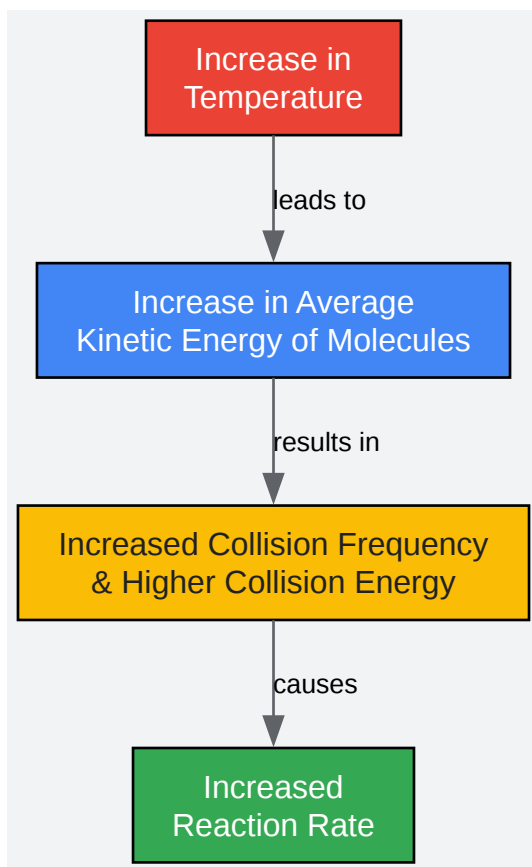 Increase in
Temperature
leads to
Increase in Average
Kinetic Energy of Molecules
results in
Increased Collision Frequency
& Higher Collision Energy
causes
Increased
Reaction Rate